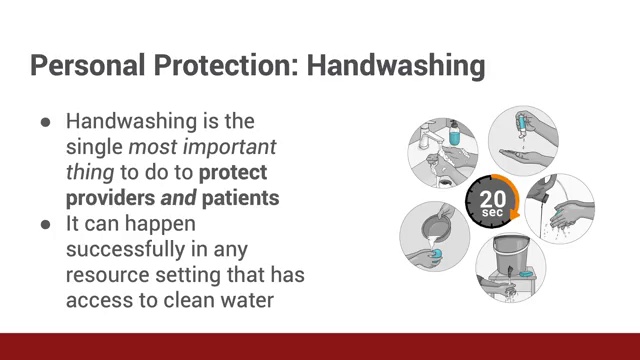 Personal Protection: Handwashing
● Handwashing is the
single most important
thing to do to protect
providers and patients
● It can happen
successfully in any
resource setting that has
access to clean water
20
sec